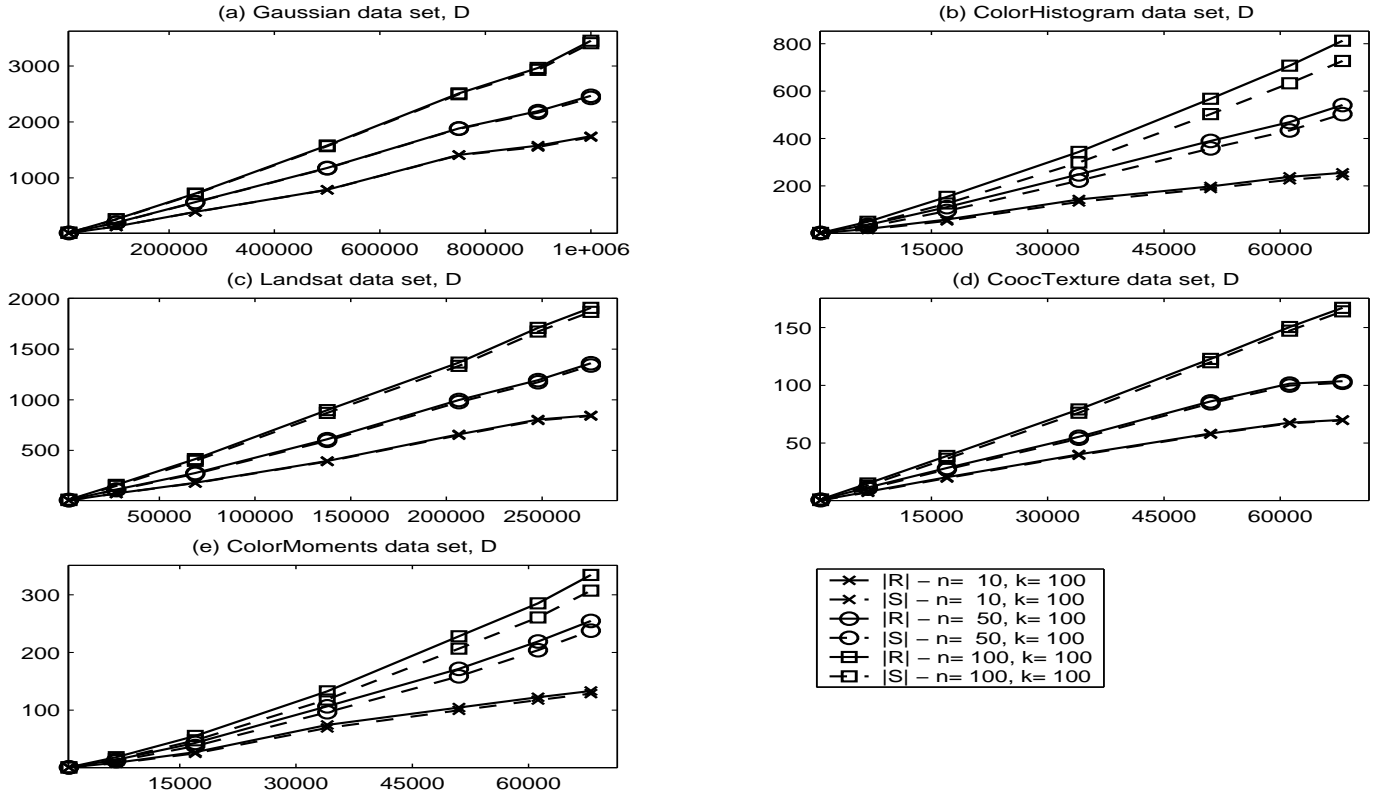 (a) Gaussian data set, D
3000
2000
1000
200000 400000 600000 800000 1e+006
(b) ColorHistogram data set, D
800
600
400
200
15000 30000 45000 60000
(c) Landsat data set, D
2000
1500
1000
500
50000 100000 150000 200000 250000
(d) CoocTexture data set, D
150
100
50
15000 30000 45000 60000
(e) ColorMoments data set, D
300
200
100
15000 30000 45000 60000
|R| − n= 10, k= 100
|S| − n= 10, k= 100
|R| − n= 50, k= 100
|S| − n= 50, k= 100
|R| − n= 100, k= 100
|S| − n= 100, k= 100